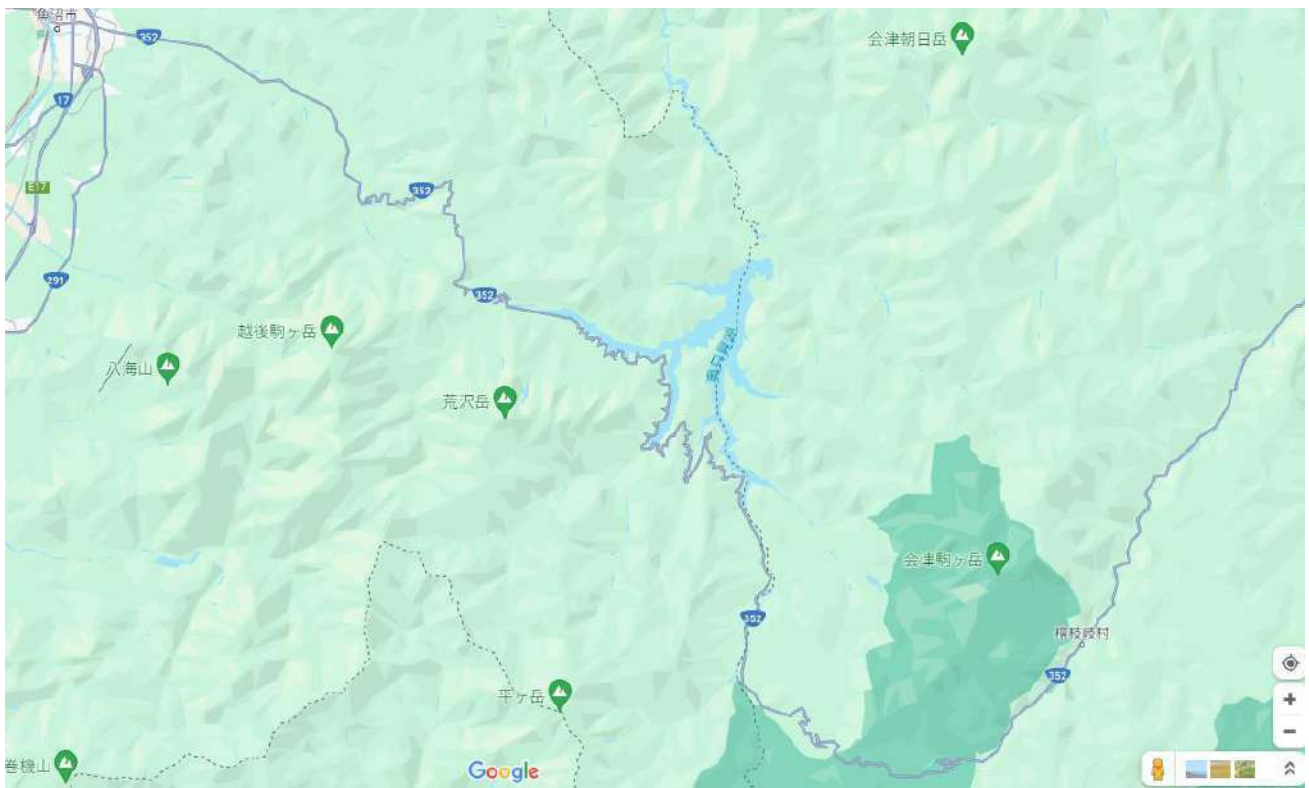 魚沼市
352
会津朝日岳
17
352
E17
291
352
越後駒ヶ岳
八海山
奥只見湖
荒沢岳
会津駒ヶ岳
352
檜枝岐村
352
平ヶ岳
巻機山
Google